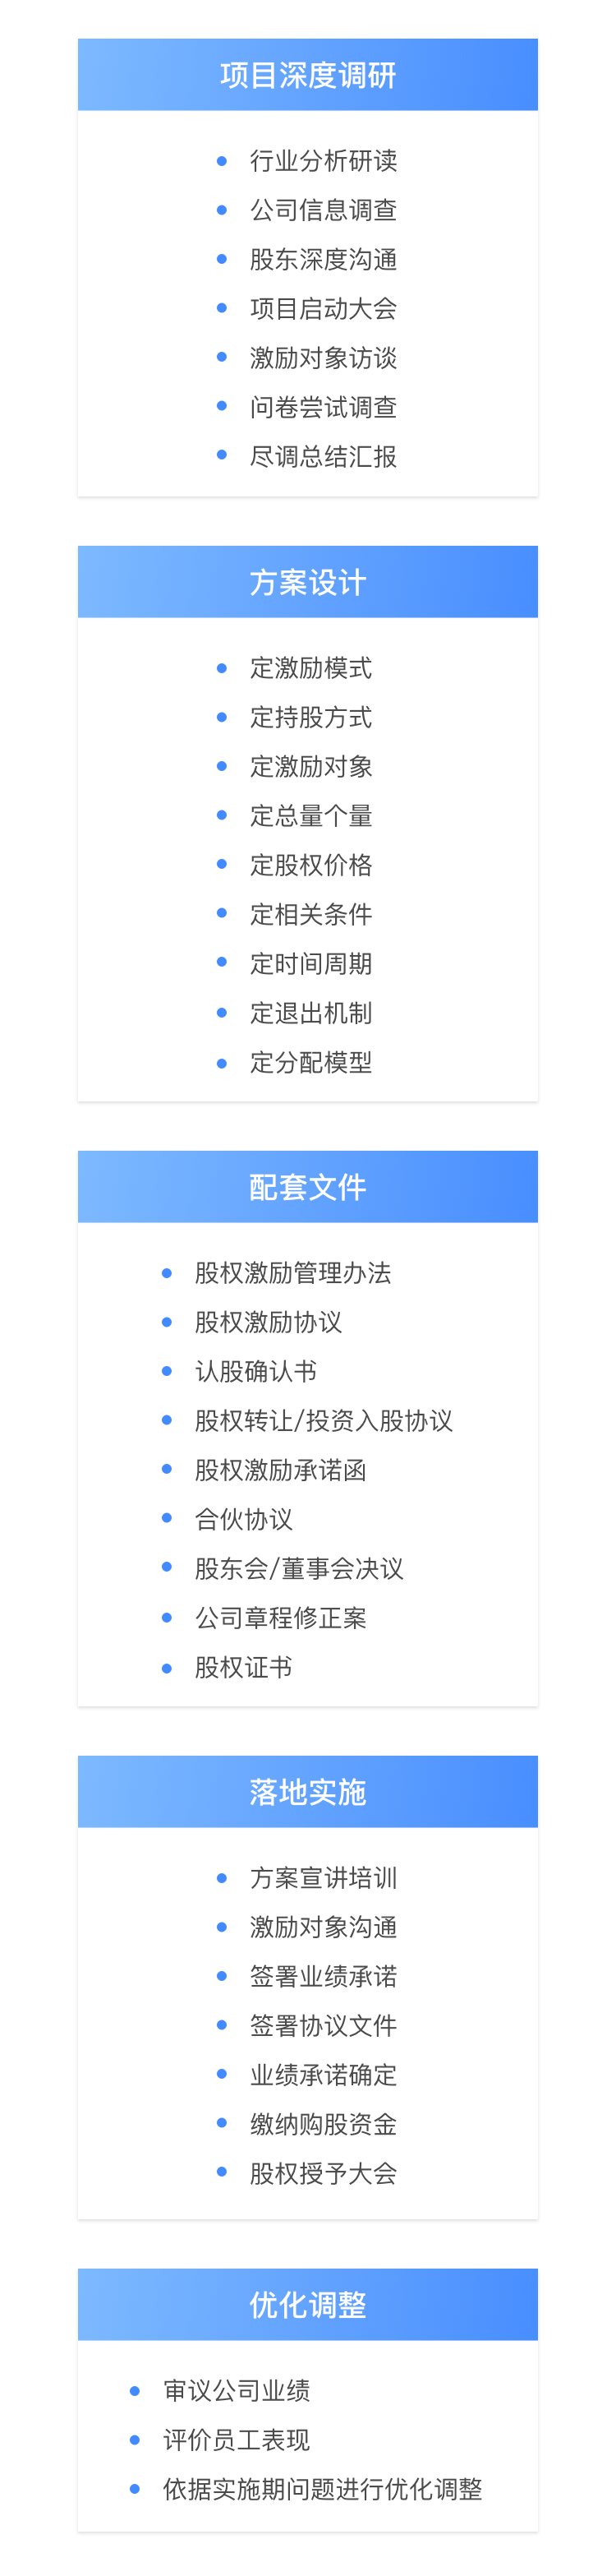 项目深度调研
行业分析研读
公司信息调查
股东深度沟通
项目启动大会
激励对象访谈
问卷尝试调查
尽调总结汇报
方案设计
定激励模式
定持股方式
定激励对象
定总量个量
定股权价格
定相关条件
定时间周期
定退出机制
定分配模型
配套文件
股权激励管理办法
股权激励协议
认股确认书
股权转让/投资入股协议
股权激励承诺函
合伙协议
股东会/董事会决议
公司章程修正案
股权证书
落地实施
方案宣讲培训
激励对象沟通
签署业绩承诺
签署协议文件
业绩承诺确定
缴纳购股资金
股权授予大会
优化调整
审议公司业绩
评价员工表现
依据实施期问题进行优化调整